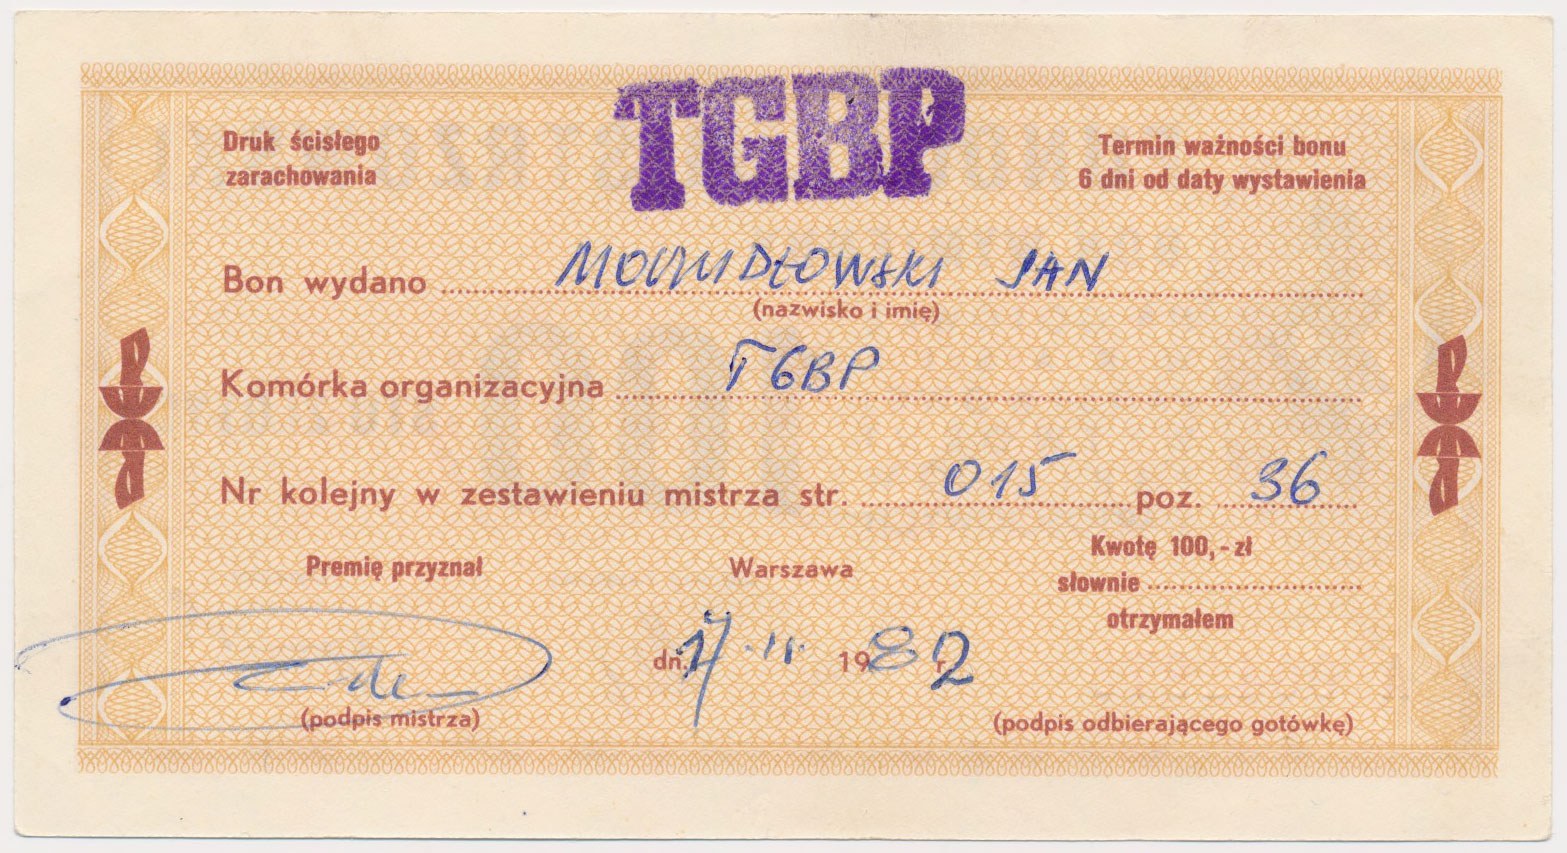 TGBP
Druk ścisłego
zarachowania
Termin ważności bonu
6 dni od daty wystawienia
Bon wydano JAN
(nazwisko i imię)
Komórka organizacyjna TGBP
Nr kolejny w zestawieniu mistrza str. 015 poz. 36
Premię przyznał
Warszawa
Kwotę 100,- zł
słownie
otrzymałem
dn. 17. II. 1982 r.
(podpis mistrza)
(podpis odbierającego gotówkę)